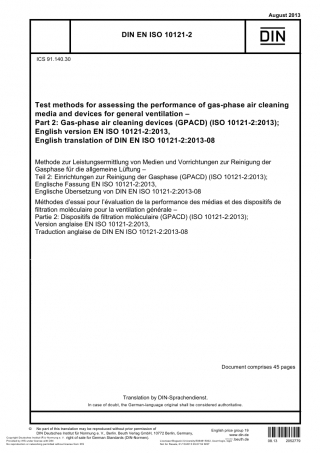 August 2013
DIN EN ISO 10121-2
DIN
ICS 91.140.30
Test methods for assessing the performance of gas-phase air cleaning
media and devices for general ventilation –
Part 2: Gas-phase air cleaning devices (GPACD) (ISO 10121-2:2013);
English version EN ISO 10121-2:2013,
English translation of DIN EN ISO 10121-2:2013-08
Methode zur Leistungsermittlung von Medien und Vorrichtungen zur Reinigung der
Gasphase für die allgemeine Lüftung –
Teil 2: Einrichtungen zur Reinigung der Gasphase (GPACD) (ISO 10121-2:2013);
Englische Fassung EN ISO 10121-2:2013,
Englische Übersetzung von DIN EN ISO 10121-2:2013-08
Méthodes d'essai pour l'évaluation de la performance des médias et des dispositifs de
filtration moléculaire pour la ventilation générale –
Partie 2: Dispositifs de filtration moléculaire (GPACD) (ISO 10121-2:2013);
Version anglaise EN ISO 10121-2:2013,
Traduction anglaise de DIN EN ISO 10121-2:2013-08
Document comprises 45 pages
Translation by DIN-Sprachendienst.
In case of doubt, the German-language original shall be considered authoritative.
© No part of this translation may be reproduced without prior permission of
DIN Deutsches Institut für Normung e. V., Berlin. Beuth Verlag GmbH, 10772 Berlin, Germany,
right of sale for German Standards (DIN-Normen).
English price group 19
www.din.de
www.beuth.de
08.13